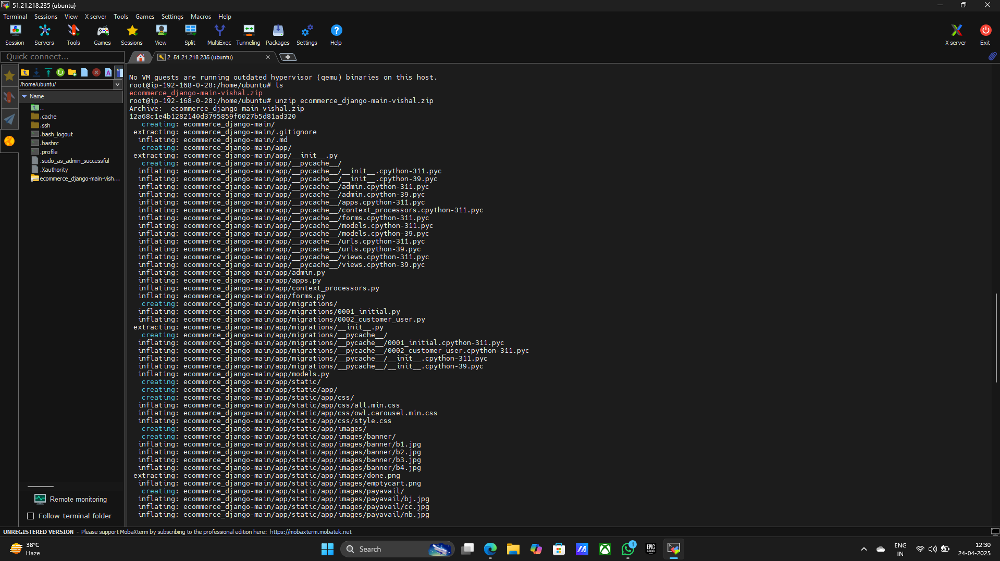 51.21.218.235 (ubuntu)
Terminal Sessions View X server Tools Games Settings Macros Help
Session Servers Tools Games Sessions View Split MultiExec Tunneling Packages Settings Help X server Exit
Quick connect...
2. 51.21.218.235 (ubuntu)
/home/ubuntu/
Name
..
.cache
.ssh
.bash_logout
.bashrc
.profile
.sudo_as_admin_successful
.Xauthority
ecommerce_django-main-vish...
Remote monitoring
Follow terminal folder
No VM guests are running outdated hypervisor (qemu) binaries on this host.
root@ip-192-168-0-28:/home/ubuntu# ls
ecommerce_django-main-vishal.zip
root@ip-192-168-0-28:/home/ubuntu# unzip ecommerce_django-main-vishal.zip
Archive:  ecommerce_django-main-vishal.zip
12a68c1e4b1282140d3795859f6027b5d81ad320
creating: ecommerce_django-main/
extracting: ecommerce_django-main/.gitignore
inflating: ecommerce_django-main/.md
creating: ecommerce_django-main/app/
extracting: ecommerce_django-main/app/__init__.py
creating: ecommerce_django-main/app/__pycache__/
inflating: ecommerce_django-main/app/__pycache__/__init__.cpython-311.pyc
inflating: ecommerce_django-main/app/__pycache__/__init__.cpython-39.pyc
inflating: ecommerce_django-main/app/__pycache__/admin.cpython-311.pyc
inflating: ecommerce_django-main/app/__pycache__/admin.cpython-39.pyc
inflating: ecommerce_django-main/app/__pycache__/apps.cpython-311.pyc
inflating: ecommerce_django-main/app/__pycache__/context_processors.cpython-311.pyc
inflating: ecommerce_django-main/app/__pycache__/forms.cpython-311.pyc
inflating: ecommerce_django-main/app/__pycache__/models.cpython-311.pyc
inflating: ecommerce_django-main/app/__pycache__/models.cpython-39.pyc
inflating: ecommerce_django-main/app/__pycache__/urls.cpython-311.pyc
inflating: ecommerce_django-main/app/__pycache__/urls.cpython-39.pyc
inflating: ecommerce_django-main/app/__pycache__/views.cpython-311.pyc
inflating: ecommerce_django-main/app/__pycache__/views.cpython-39.pyc
inflating: ecommerce_django-main/app/admin.py
inflating: ecommerce_django-main/app/apps.py
inflating: ecommerce_django-main/app/context_processors.py
inflating: ecommerce_django-main/app/forms.py
creating: ecommerce_django-main/app/migrations/
inflating: ecommerce_django-main/app/migrations/0001_initial.py
inflating: ecommerce_django-main/app/migrations/0002_customer_user.py
extracting: ecommerce_django-main/app/migrations/__init__.py
creating: ecommerce_django-main/app/migrations/__pycache__/
inflating: ecommerce_django-main/app/migrations/__pycache__/0001_initial.cpython-311.pyc
inflating: ecommerce_django-main/app/migrations/__pycache__/0002_customer_user.cpython-311.pyc
inflating: ecommerce_django-main/app/migrations/__pycache__/__init__.cpython-311.pyc
inflating: ecommerce_django-main/app/migrations/__pycache__/__init__.cpython-39.pyc
inflating: ecommerce_django-main/app/models.py
creating: ecommerce_django-main/app/static/
creating: ecommerce_django-main/app/static/app/
creating: ecommerce_django-main/app/static/app/css/
inflating: ecommerce_django-main/app/static/app/css/all.min.css
inflating: ecommerce_django-main/app/static/app/css/owl.carousel.min.css
inflating: ecommerce_django-main/app/static/app/css/style.css
creating: ecommerce_django-main/app/static/app/images/
creating: ecommerce_django-main/app/static/app/images/banner/
inflating: ecommerce_django-main/app/static/app/images/banner/b1.jpg
inflating: ecommerce_django-main/app/static/app/images/banner/b2.jpg
inflating: ecommerce_django-main/app/static/app/images/banner/b3.jpg
inflating: ecommerce_django-main/app/static/app/images/banner/b4.jpg
extracting: ecommerce_django-main/app/static/app/images/done.png
inflating: ecommerce_django-main/app/static/app/images/emptycart.png
creating: ecommerce_django-main/app/static/app/images/payavail/
inflating: ecommerce_django-main/app/static/app/images/payavail/bj.jpg
inflating: ecommerce_django-main/app/static/app/images/payavail/cc.jpg
inflating: ecommerce_django-main/app/static/app/images/payavail/nb.jpg
UNREGISTERED VERSION - Please support MobaXterm by subscribing to the professional edition here: https://mobaxterm.mobatek.net
38°C
Haze
Search
1
EPIC GAMES
ENG
IN
12:30
24-04-2025